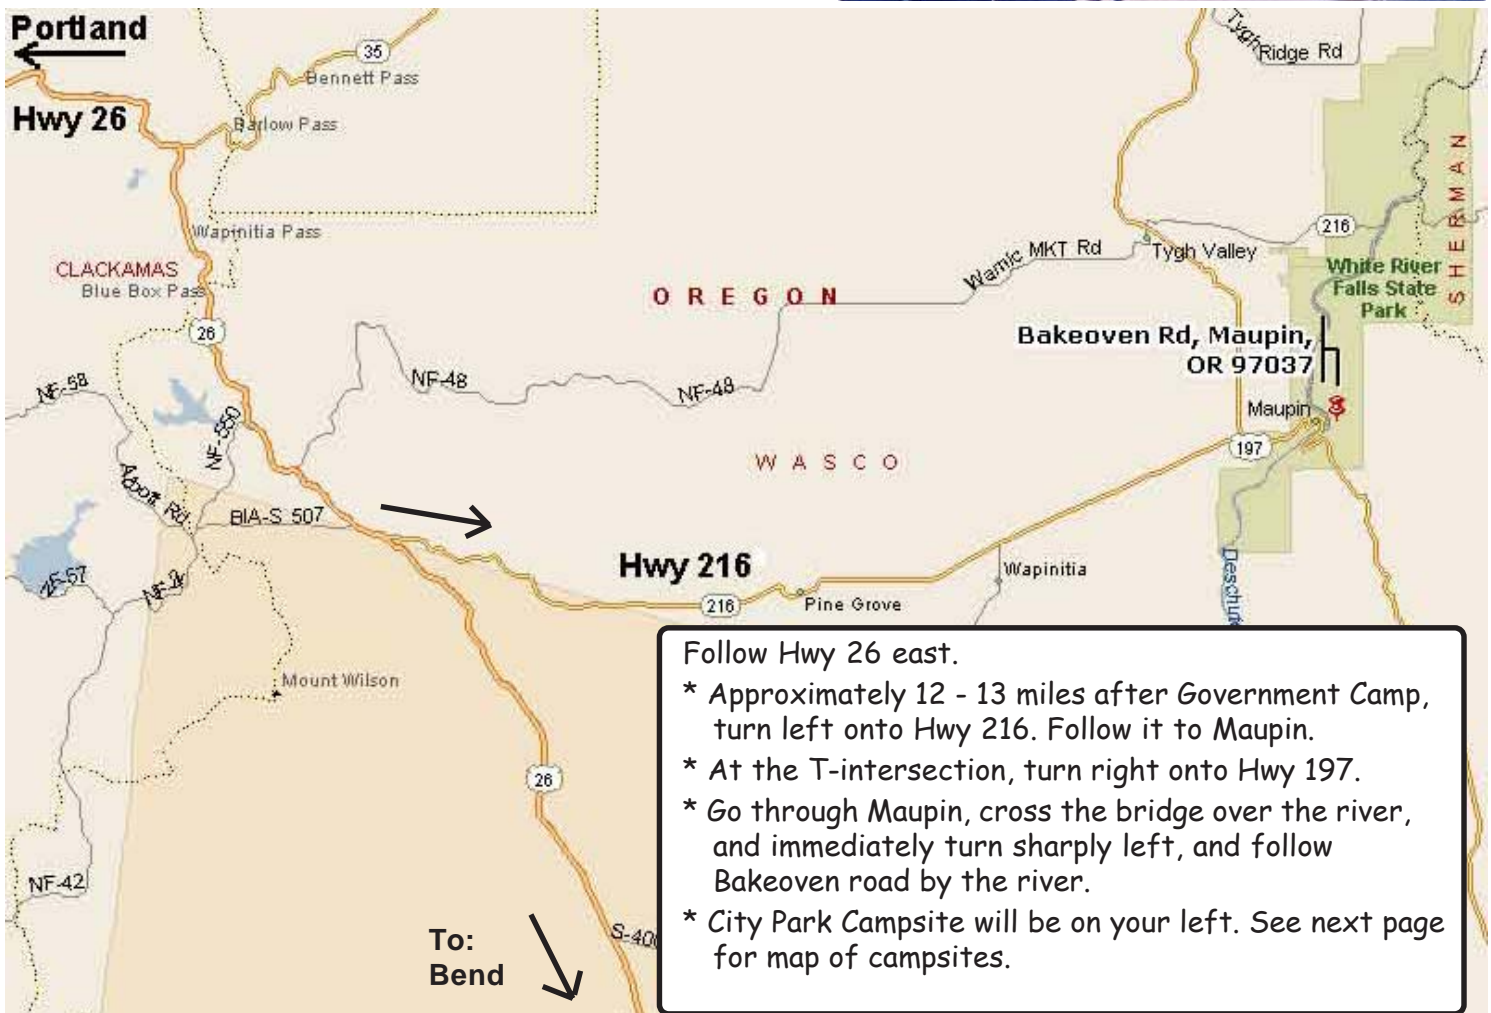 Portland
35
Bennett Pass
Hwy 26
Barlow Pass
Tygh
Ridge Rd
SHERMAN
Wapinitia Pass
216
CLACKAMAS
Blue Box Pass
Wamic MKT Rd
Tygh Valley
White River
Falls State
Park
OREGON
26
Bakeoven Rd, Maupin,
OR 97037
NF-58
NF-48
NF-48
Maupin
NF-550
197
WASCO
Abbott Rd
BIA-S 507
Hwy 216
Wapinitia
NF-57
216
Pine Grove
Mount Wilson
26
NF-42
To:
Bend
Follow Hwy 26 east.
* Approximately 12 - 13 miles after Government Camp,
turn left onto Hwy 216. Follow it to Maupin.
* At the T-intersection, turn right onto Hwy 197.
* Go through Maupin, cross the bridge over the river,
and immediately turn sharply left, and follow
Bakeoven road by the river.
* City Park Campsite will be on your left. See next page
for map of campsites.